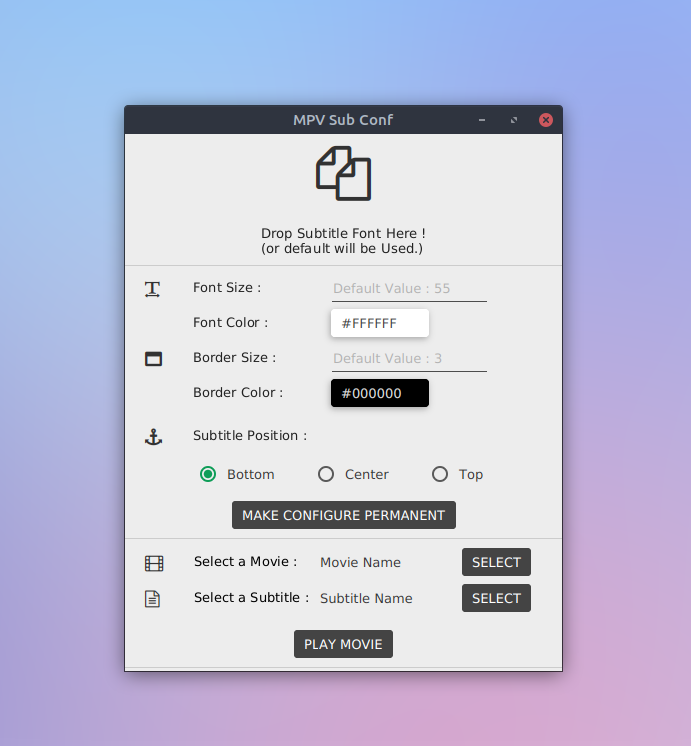 MPV Sub Conf
Drop Subtitle Font Here !
(or default will be Used.)
Font Size :
Default Value : 55
Font Color :
#FFFFFF
Border Size :
Default Value : 3
Border Color :
#000000
Subtitle Position :
Bottom
Center
Top
MAKE CONFIGURE PERMANENT
Select a Movie :
Movie Name
SELECT
Select a Subtitle :
Subtitle Name
SELECT
PLAY MOVIE